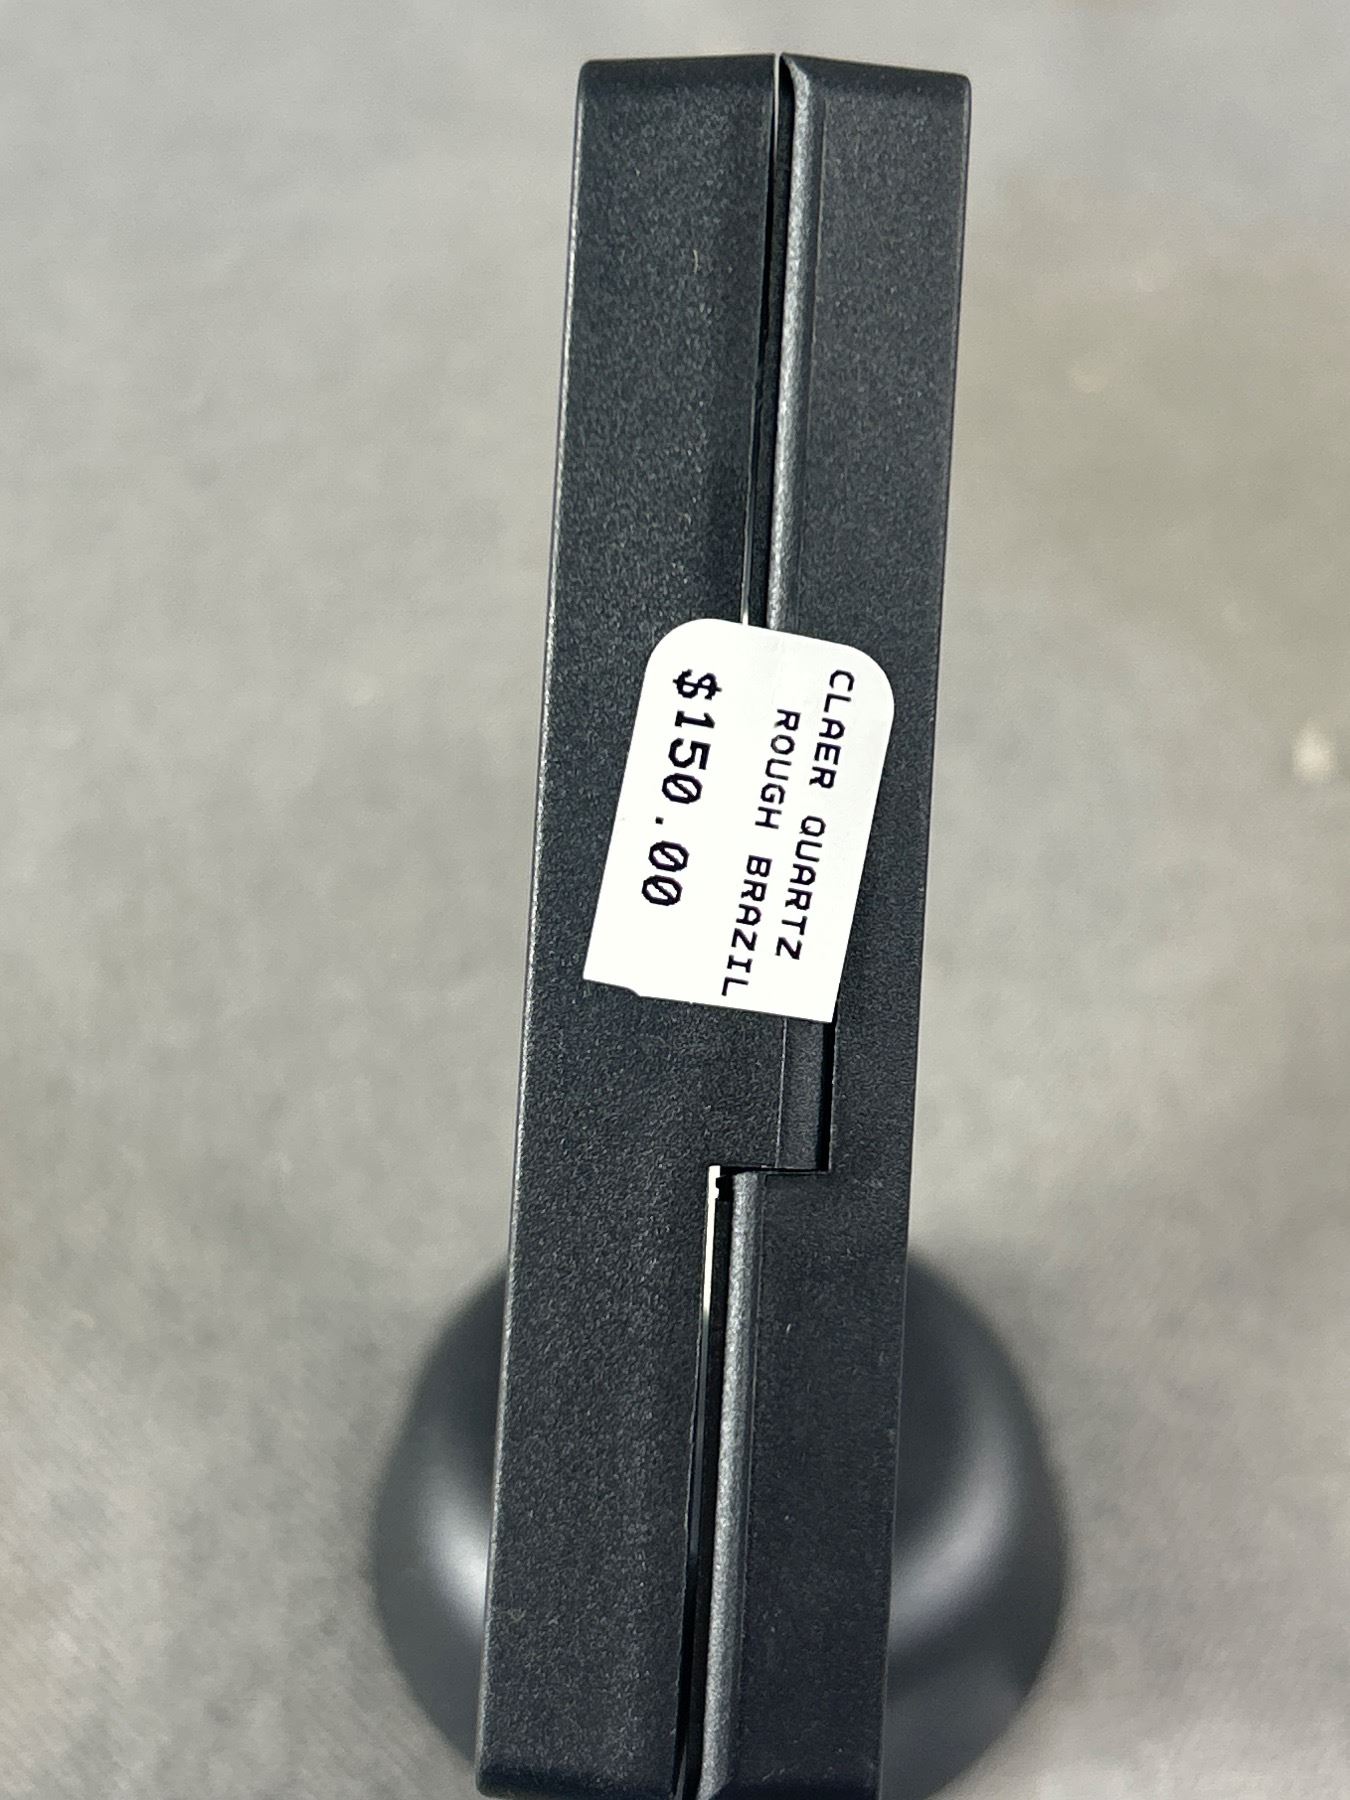 CLAER QUARTZ
ROUGH BRAZIL
$150.00